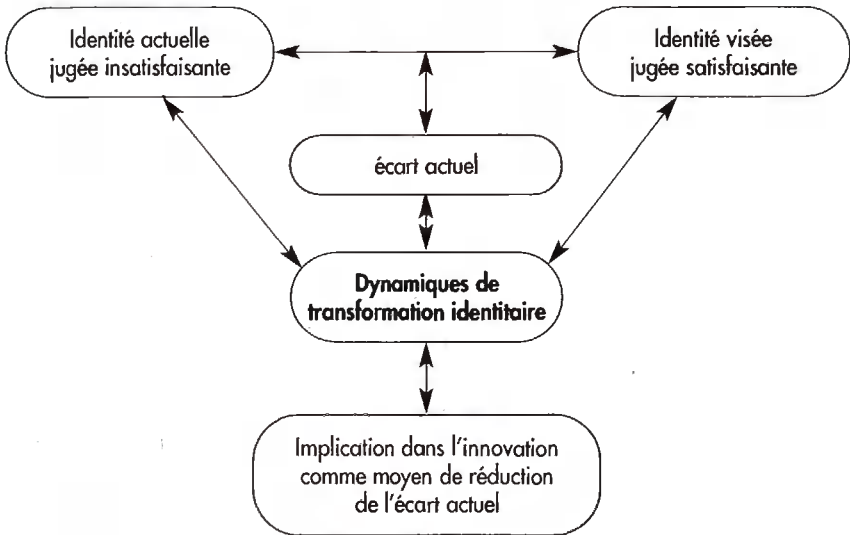 Identité actuelle
jugée insatisfaisante
Identité visée
jugée satisfaisante
écart actuel
Dynamiques de
transformation identitaire
Implication dans l'innovation
comme moyen de réduction
de l'écart actuel